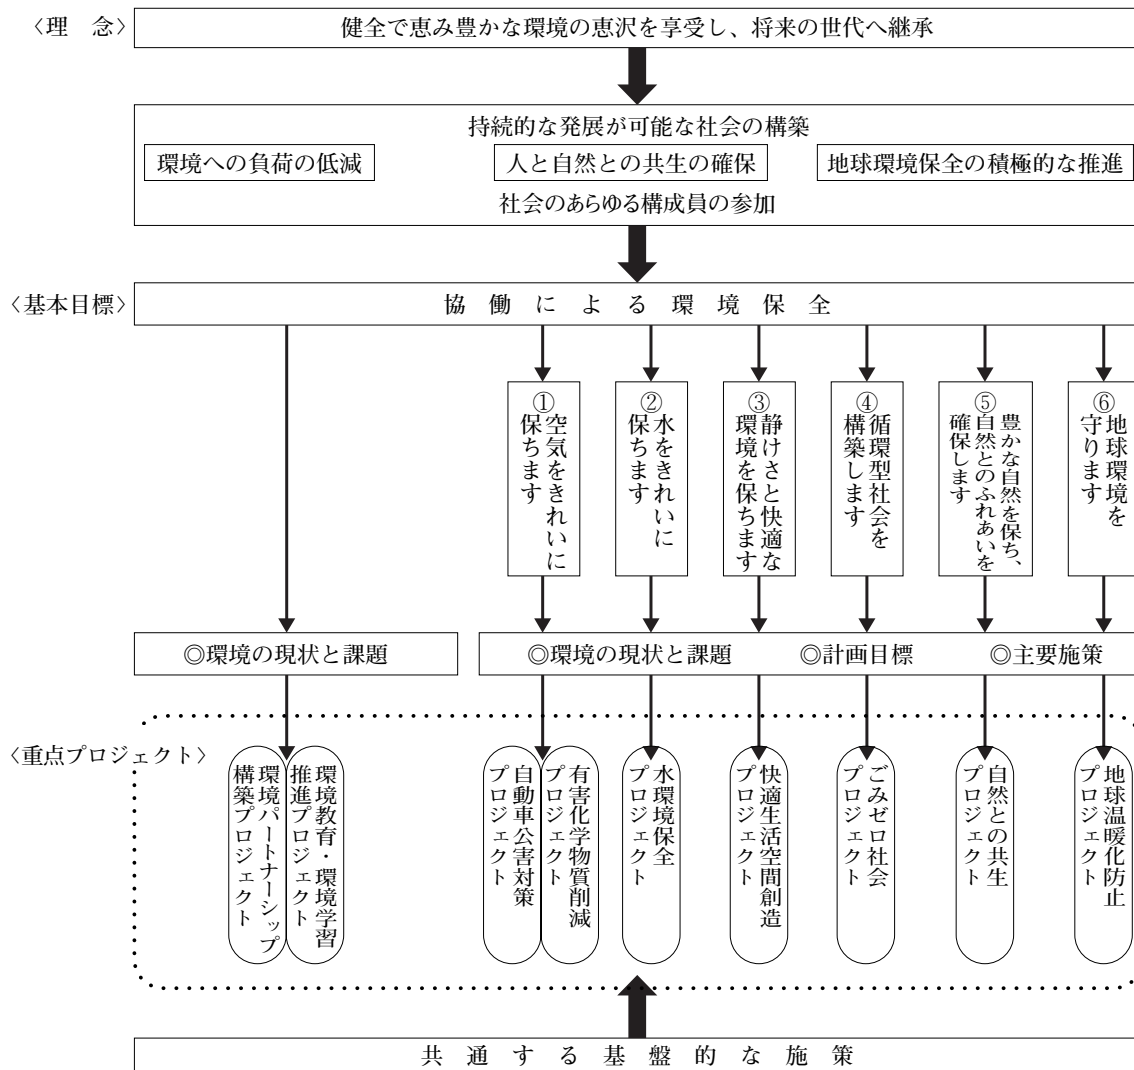 〈理　念〉
健全で恵み豊かな環境の恵沢を享受し、将来の世代へ継承
持続的な発展が可能な社会の構築
環境への負荷の低減
人と自然との共生の確保
地球環境保全の積極的な推進
社会のあらゆる構成員の参加
〈基本目標〉
協働による環境保全
①
空気をきれいに
保ちます
②
水をきれいに
保ちます
③
静けさと快適な
環境を保ちます
④
循環型社会を
構築します
⑤
豊かな自然を保ち、
自然とのふれあいを
確保します
⑥
地球環境を
守ります
◎環境の現状と課題
◎環境の現状と課題
◎計画目標
◎主要施策
〈重点プロジェクト〉
環境パートナーシップ
構築プロジェクト
環境教育・環境学習
推進プロジェクト
自動車公害対策
プロジェクト
有害化学物質削減
プロジェクト
水環境保全
プロジェクト
快適生活空間創造
プロジェクト
ごみゼロ社会
プロジェクト
自然との共生
プロジェクト
地球温暖化防止
プロジェクト
共通する基盤的な施策